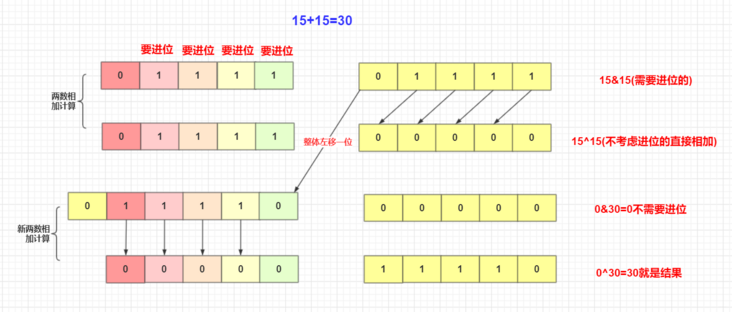 15+15=30
要进位 要进位 要进位 要进位
0 1 1 1 1
0 1 1 1 1
15&15(需要进位的)
两数相
加计算
整体左移一位
0 1 1 1 1
0 0 0 0 0
15^15(不考虑进位的直接相加)
0 1 1 1 1 0
0 0 0 0 0
0&30=0不需要进位
新两数相
加计算
0 0 0 0 0
1 1 1 1 0
0^30=30就是结果